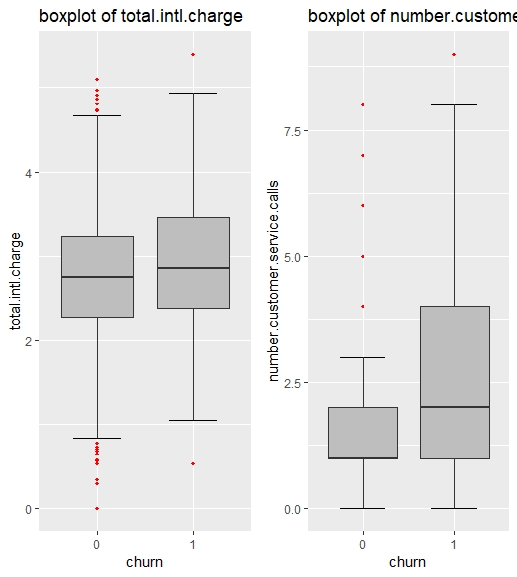 boxplot of total.intl.charge
total.intl.charge
4
2
0
0
1
churn
boxplot of number.custome
number.customer.service.calls
7.5
5.0
2.5
0.0
0
1
churn